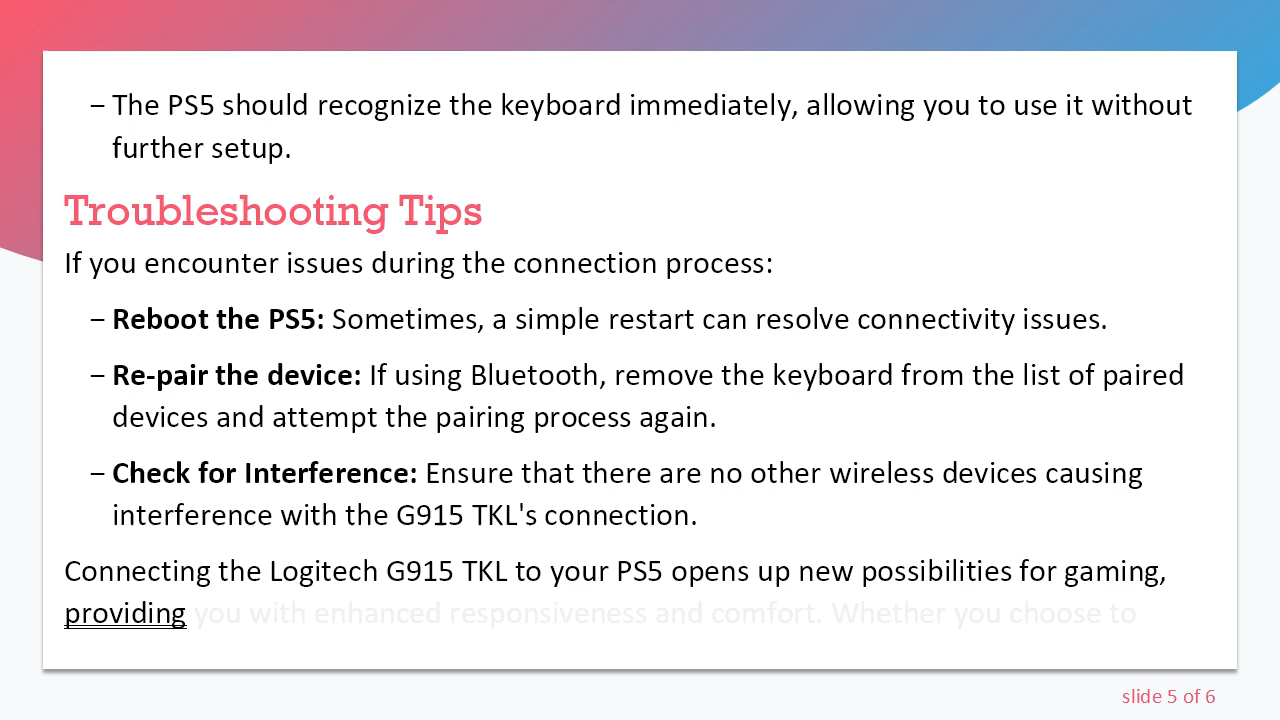 – The PS5 should recognize the keyboard immediately, allowing you to use it without
further setup.
Troubleshooting Tips
If you encounter issues during the connection process:
– Reboot the PS5: Sometimes, a simple restart can resolve connectivity issues.
– Re-pair the device: If using Bluetooth, remove the keyboard from the list of paired
devices and attempt the pairing process again.
– Check for Interference: Ensure that there are no other wireless devices causing
interference with the G915 TKL's connection.
Connecting the Logitech G915 TKL to your PS5 opens up new possibilities for gaming,
providing you with enhanced responsiveness and comfort. Whether you choose to
slide 5 of 6